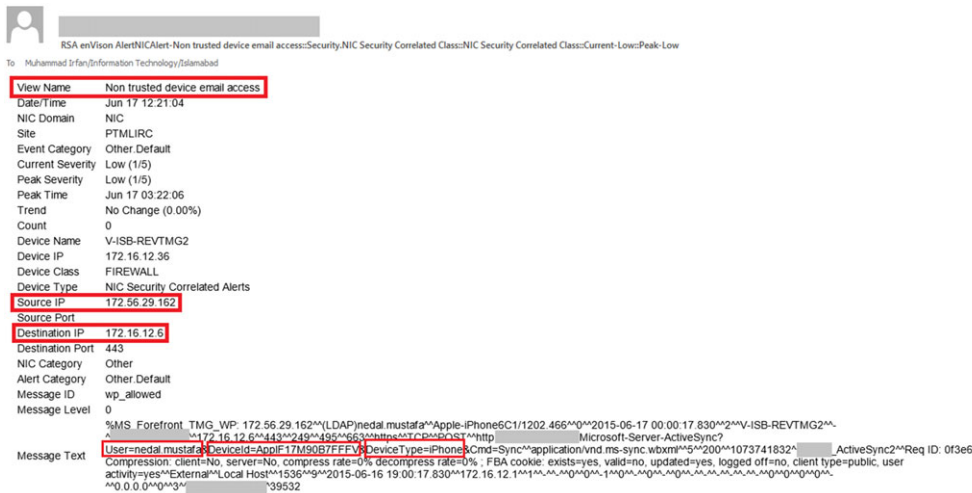 RSA enVison AlertNICAlert-Non trusted device email access::Security.NIC Security Correlated Class::NIC Security Correlated Class::Current-Low::Peak-Low
To Muhammad Irfan/Information Technology/Islamabad
View Name Non trusted device email access
Date/Time Jun 17 12:21:04
NIC Domain NIC
Site PTMLIRC
Event Category Other.Default
Current Severity Low (1/5)
Peak Severity Low (1/5)
Peak Time Jun 17 03:22:06
Trend No Change (0.00%)
Count 0
Device Name V-ISB-REVTMG2
Device IP 172.16.12.36
Device Class FIREWALL
Device Type NIC Security Correlated Alerts
Source IP 172.56.29.162
Source Port
Destination IP 172.16.12.6
Destination Port 443
NIC Category Other
Alert Category Other.Default
Message ID wp_allowed
Message Level 0
%MS_Forefront_TMG_WP: 172.56.29.162^^(LDAP)nedal.mustafa^^Apple-iPhone6C1/1202.466^^0^^2015-06-17 00:00:17.830^^2^^V-ISB-REVTMG2^^-
^ ^^172.16.12.6^^443^^249^^495^^663^^https^^TCP^^POST^^http Microsoft-Server-ActiveSync?
Message Text User=nedal.mustafa&DeviceId=ApplF17M90B7FFFV&DeviceType=iPhone&Cmd=Sync^^application/vnd.ms-sync.wbxml^^5^^200^^1073741832^ _ActiveSync2^^Req ID: 0f3e6
Compression: client=No, server=No, compress rate=0% decompress rate=0% ; FBA cookie: exists=yes, valid=no, updated=yes, logged off=no, client type=public, user
activity=yes^^External^^Local Host^^1536^^9^^2015-06-16 19:00:17.830^^172.16.12.1^^1^^-^^-^^0^^0^^-1^^0^^-^^0^^-^^0^^-^^-^^-^^-^^-^^0^^0^^0^^0^^-
^^0.0.0.0^^0^^3^^ ^39532